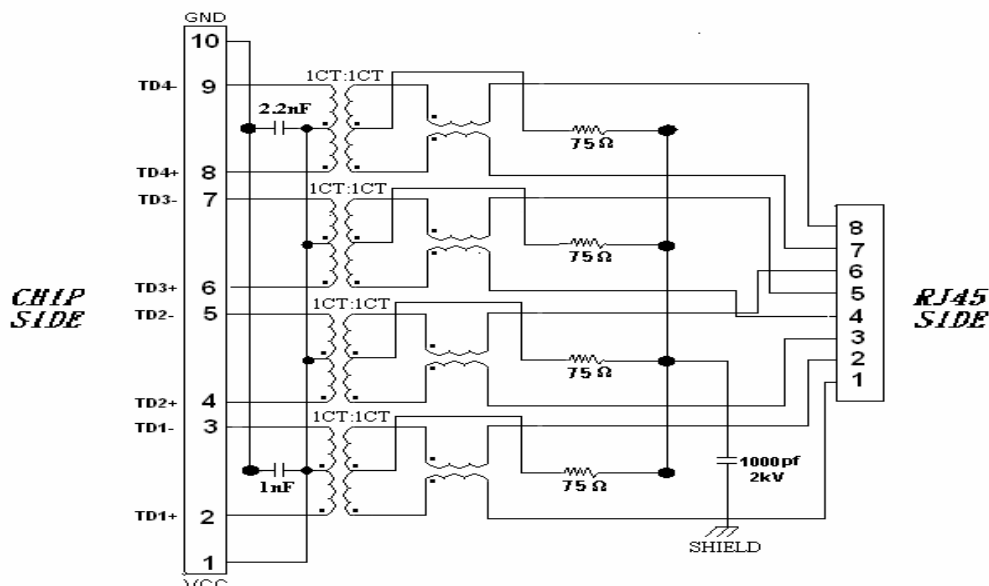 GND
10
TD4- 9 1CT:1CT
2.2nF
75Ω
TD4+ 8
TD3- 7 1CT:1CT
75Ω
TD3+ 6
TD2- 5 1CT:1CT
75Ω
TD2+ 4
TD1- 3 1CT:1CT
1nF
75Ω
TD1+ 2
1
CHIP
SIDE
8
7
6
5
4
3
2
1
RJ45
SIDE
1000pf
2kV
SHIELD